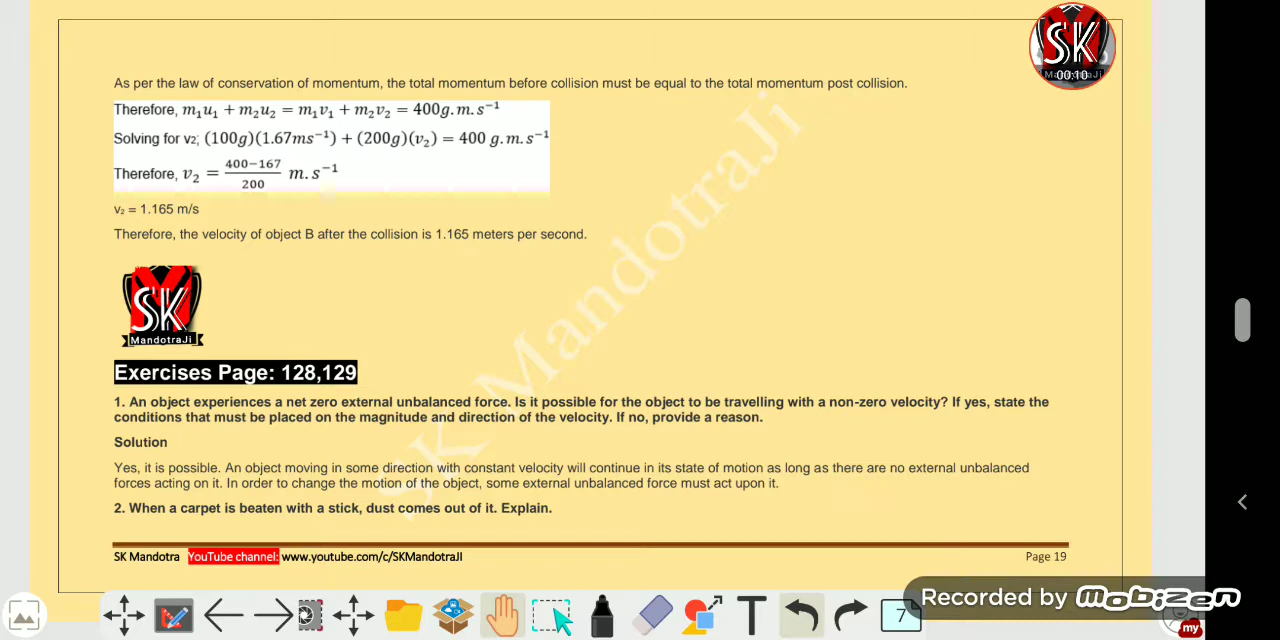 SK
MandotraJi
00:10
As per the law of conservation of momentum, the total momentum before collision must be equal to the total momentum post collision.
Therefore, m₁u₁ + m₂u₂ = m₁v₁ + m₂v₂ = 400g.m.s⁻¹
Solving for v₂; (100g)(1.67ms⁻¹) + (200g)(v₂) = 400 g.m.s⁻¹
Therefore, v₂ = (400−167)/200 m.s⁻¹
v₂ = 1.165 m/s
Therefore, the velocity of object B after the collision is 1.165 meters per second.
SK MandotraJi
SK
MandotraJi
Exercises Page: 128,129
1. An object experiences a net zero external unbalanced force. Is it possible for the object to be travelling with a non-zero velocity? If yes, state the
conditions that must be placed on the magnitude and direction of the velocity. If no, provide a reason.
Solution
Yes, it is possible. An object moving in some direction with constant velocity will continue in its state of motion as long as there are no external unbalanced
forces acting on it. In order to change the motion of the object, some external unbalanced force must act upon it.
2. When a carpet is beaten with a stick, dust comes out of it. Explain.
SK Mandotra YouTube channel: www.youtube.com/c/SKMandotraJI
Page 19
T
7
Recorded by mobizen
my